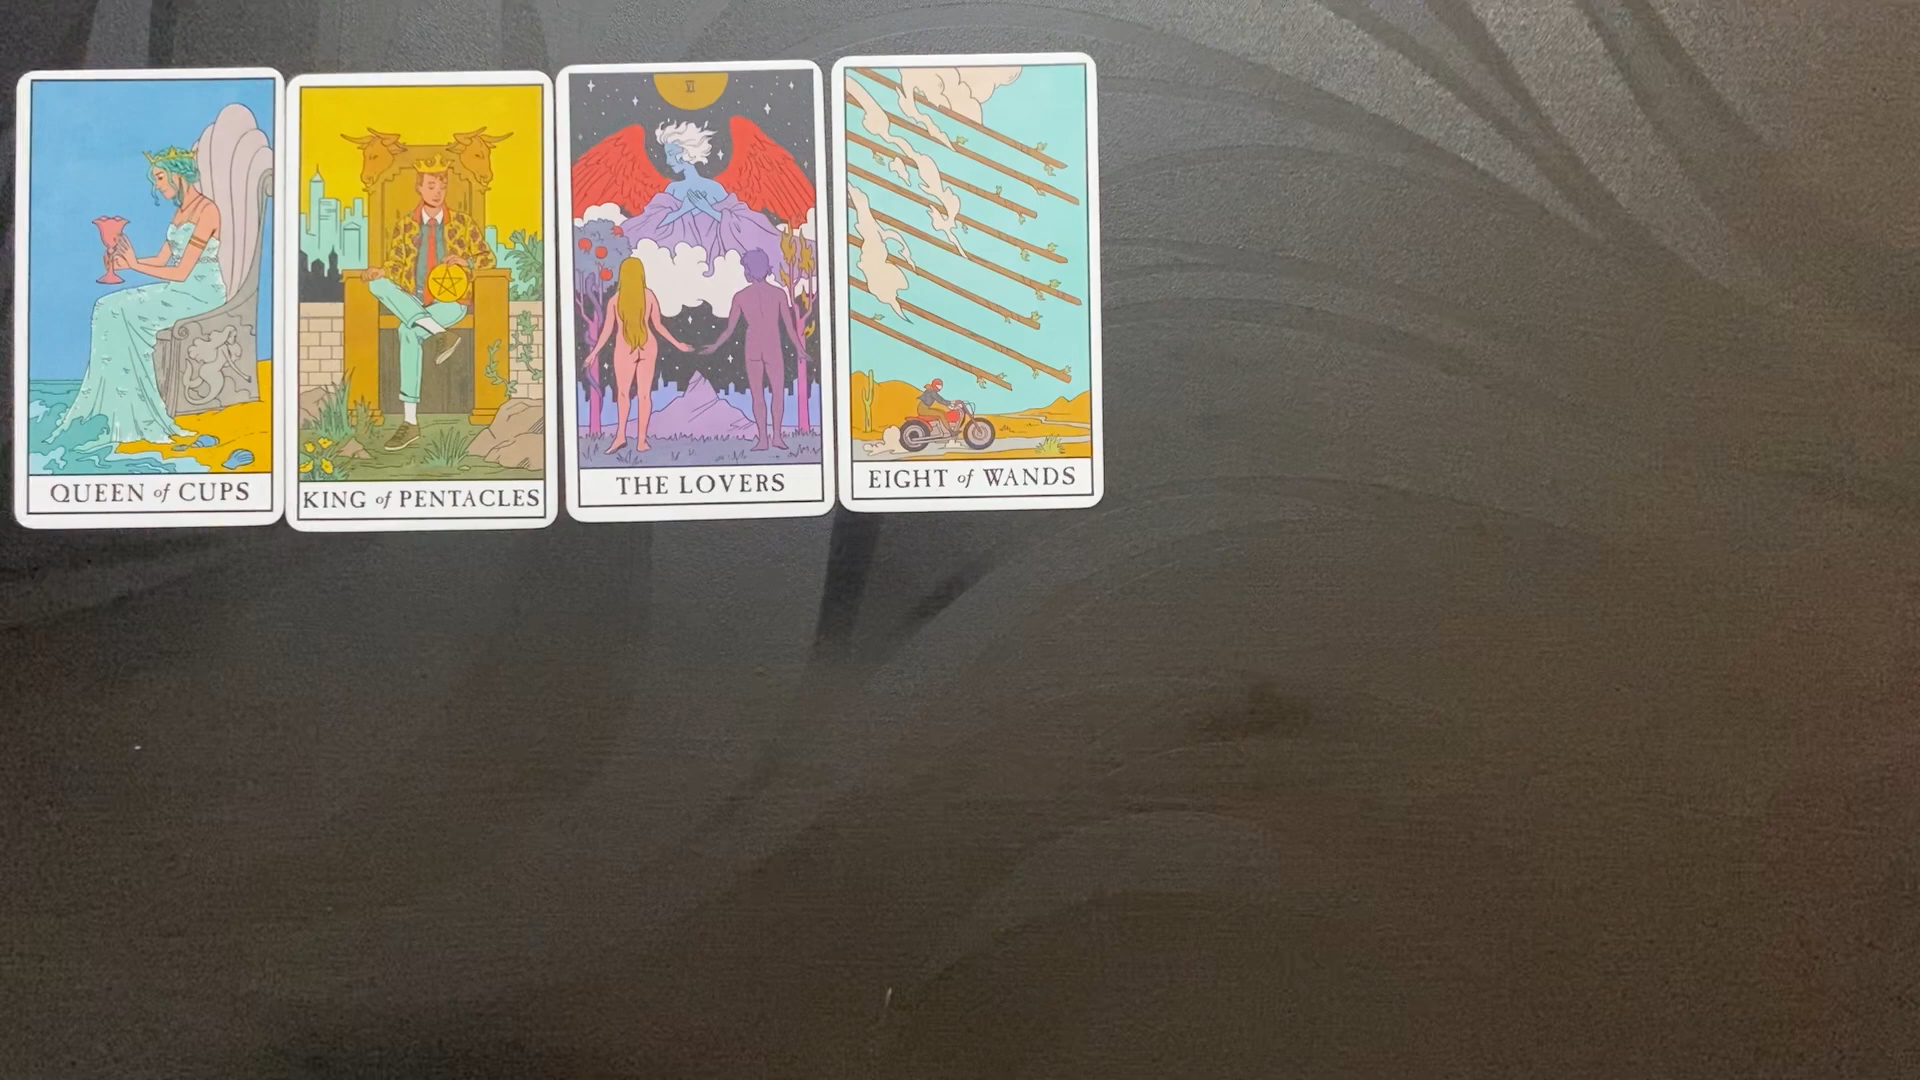 QUEEN of CUPS
KING of PENTACLES
VI
THE LOVERS
EIGHT of WANDS